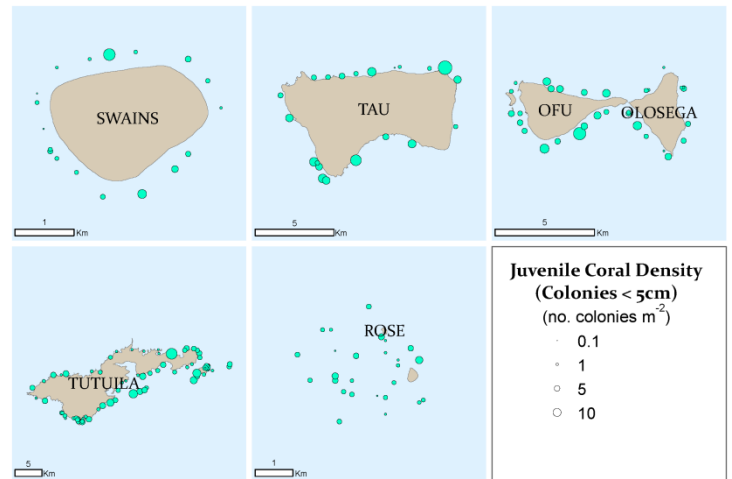 SWAINS
1
Km
TAU
5
Km
OFU
OLOSEGA
5
Km
TUTUILA
5
Km
ROSE
1
Km
Juvenile Coral Density
(Colonies < 5cm)
(no. colonies m⁻²)
0.1
1
5
10